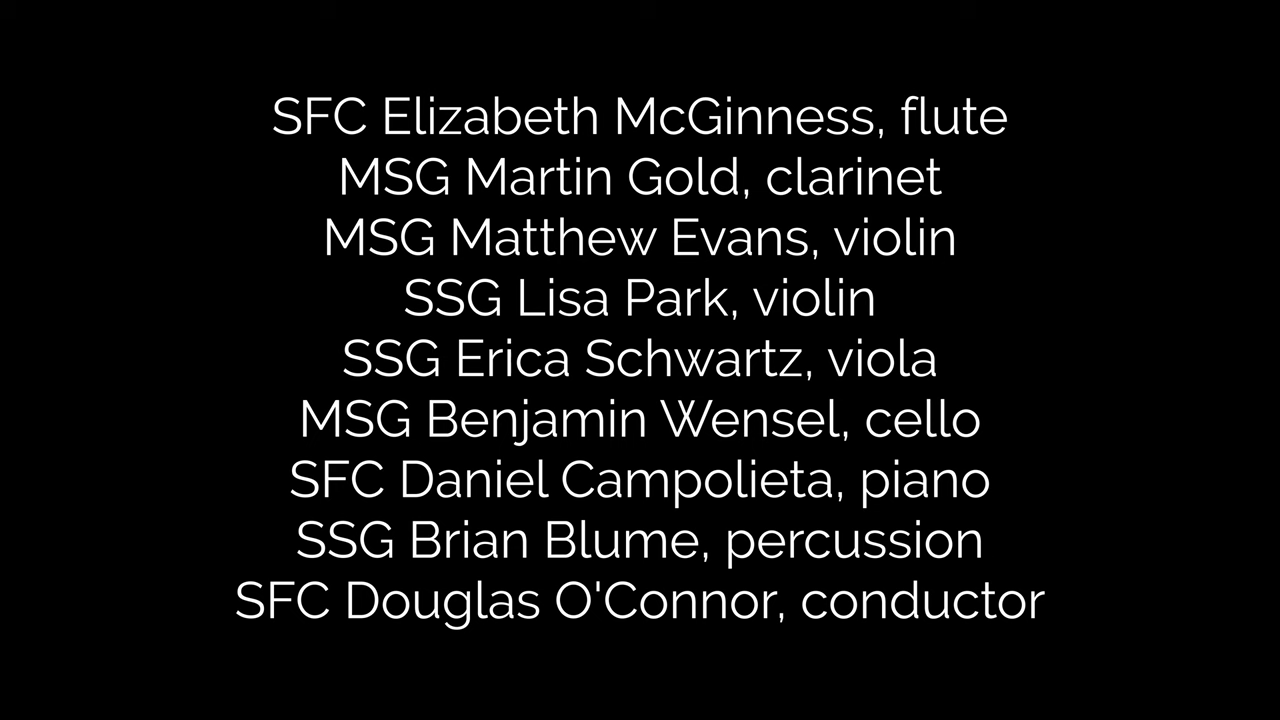 SFC Elizabeth McGinness, flute
MSG Martin Gold, clarinet
MSG Matthew Evans, violin
SSG Lisa Park, violin
SSG Erica Schwartz, viola
MSG Benjamin Wensel, cello
SFC Daniel Campolieta, piano
SSG Brian Blume, percussion
SFC Douglas O'Connor, conductor